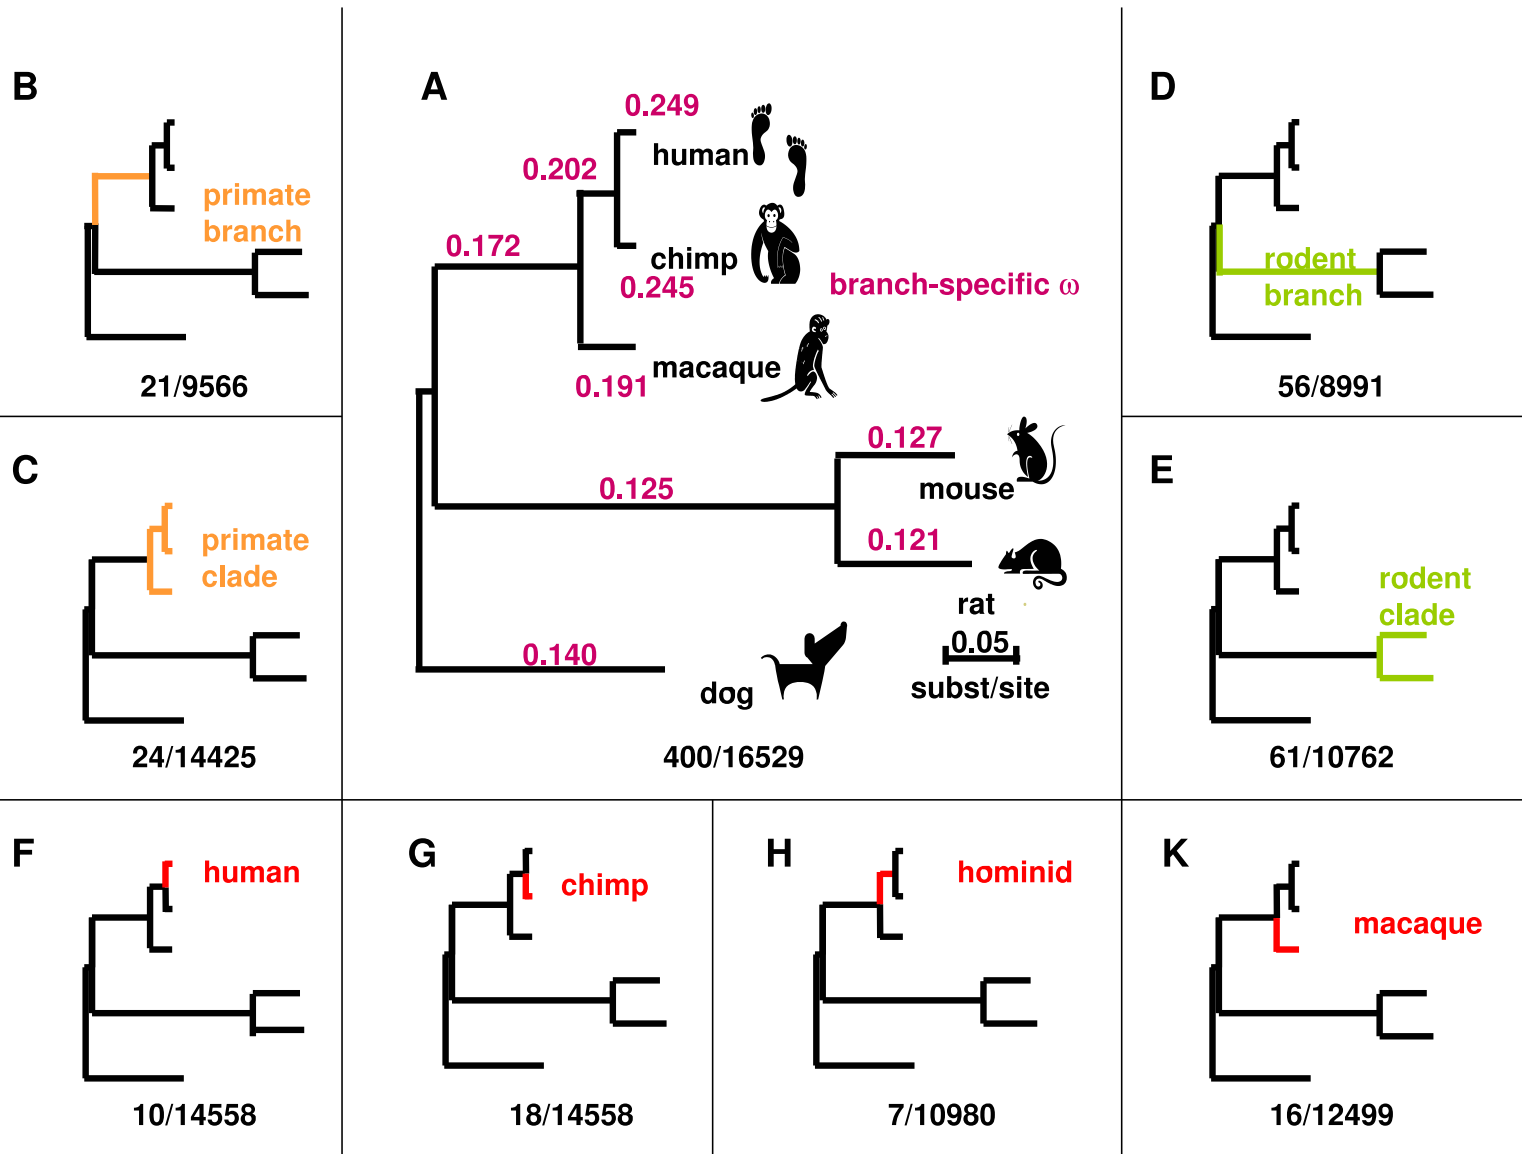 B
primate
branch
21/9566
A
0.249
human
0.202
0.172
chimp
0.245
branch-specific ω
macaque
0.191
0.127
mouse
0.125
0.121
rat
0.05
subst/site
0.140
dog
400/16529
D
rodent
branch
56/8991
C
primate
clade
24/14425
E
rodent
clade
61/10762
F
human
10/14558
G
chimp
18/14558
H
hominid
7/10980
K
macaque
16/12499